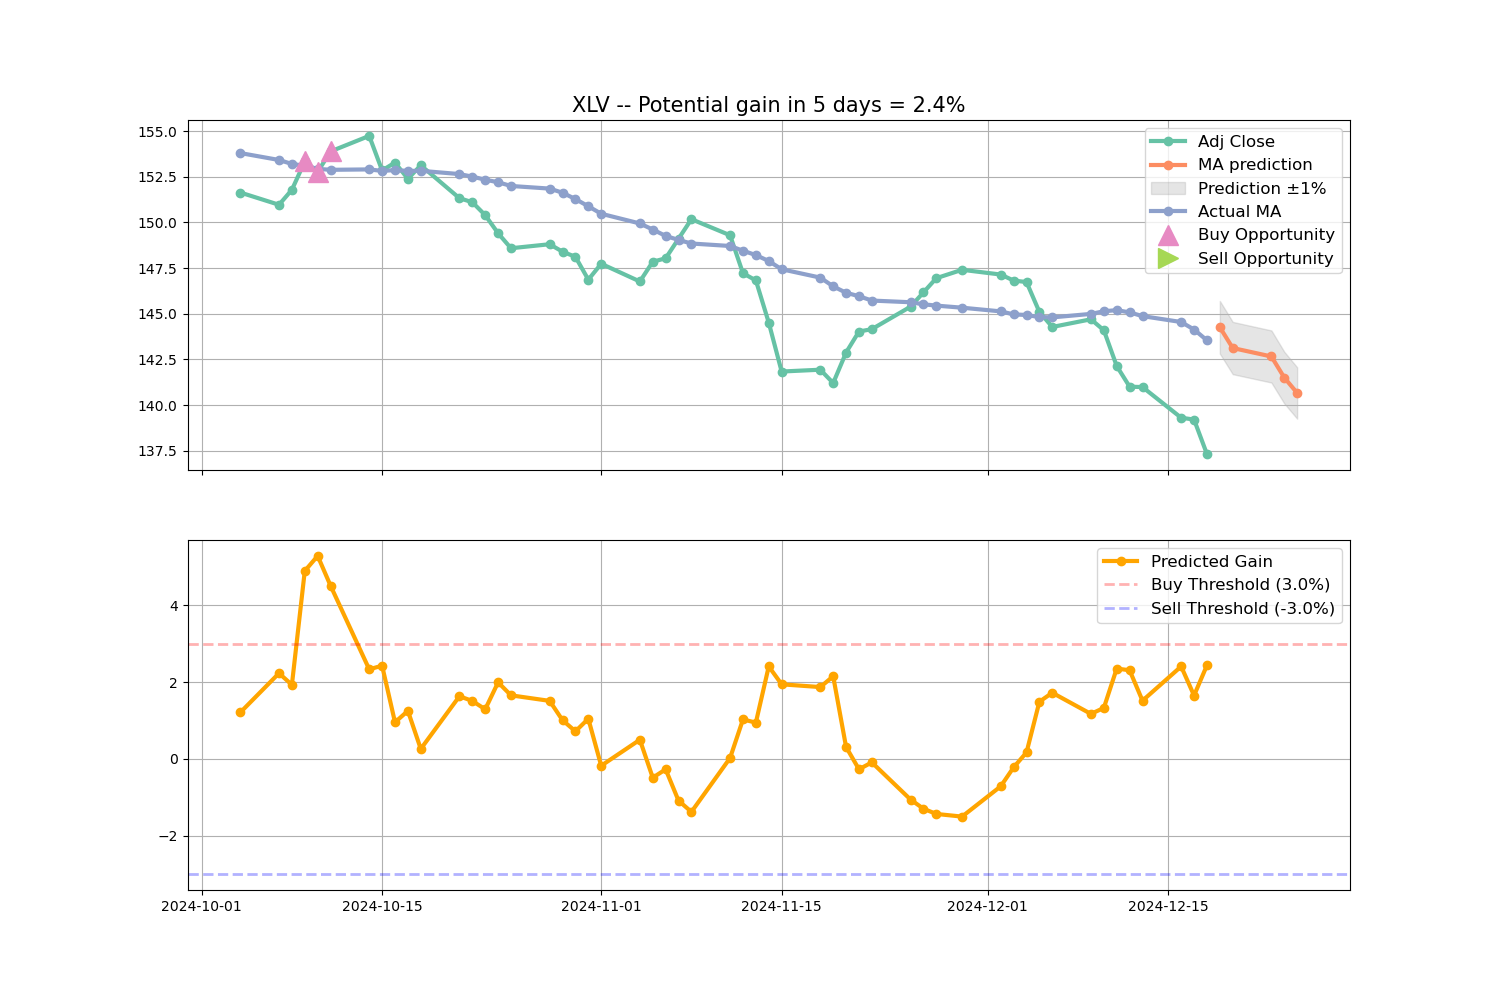 XLV -- Potential gain in 5 days = 2.4%
155.0
152.5
150.0
147.5
145.0
142.5
140.0
137.5
Adj Close
MA prediction
Prediction ±1%
Actual MA
Buy Opportunity
Sell Opportunity
4
2
0
−2
Predicted Gain
Buy Threshold (3.0%)
Sell Threshold (-3.0%)
2024-10-01
2024-10-15
2024-11-01
2024-11-15
2024-12-01
2024-12-15